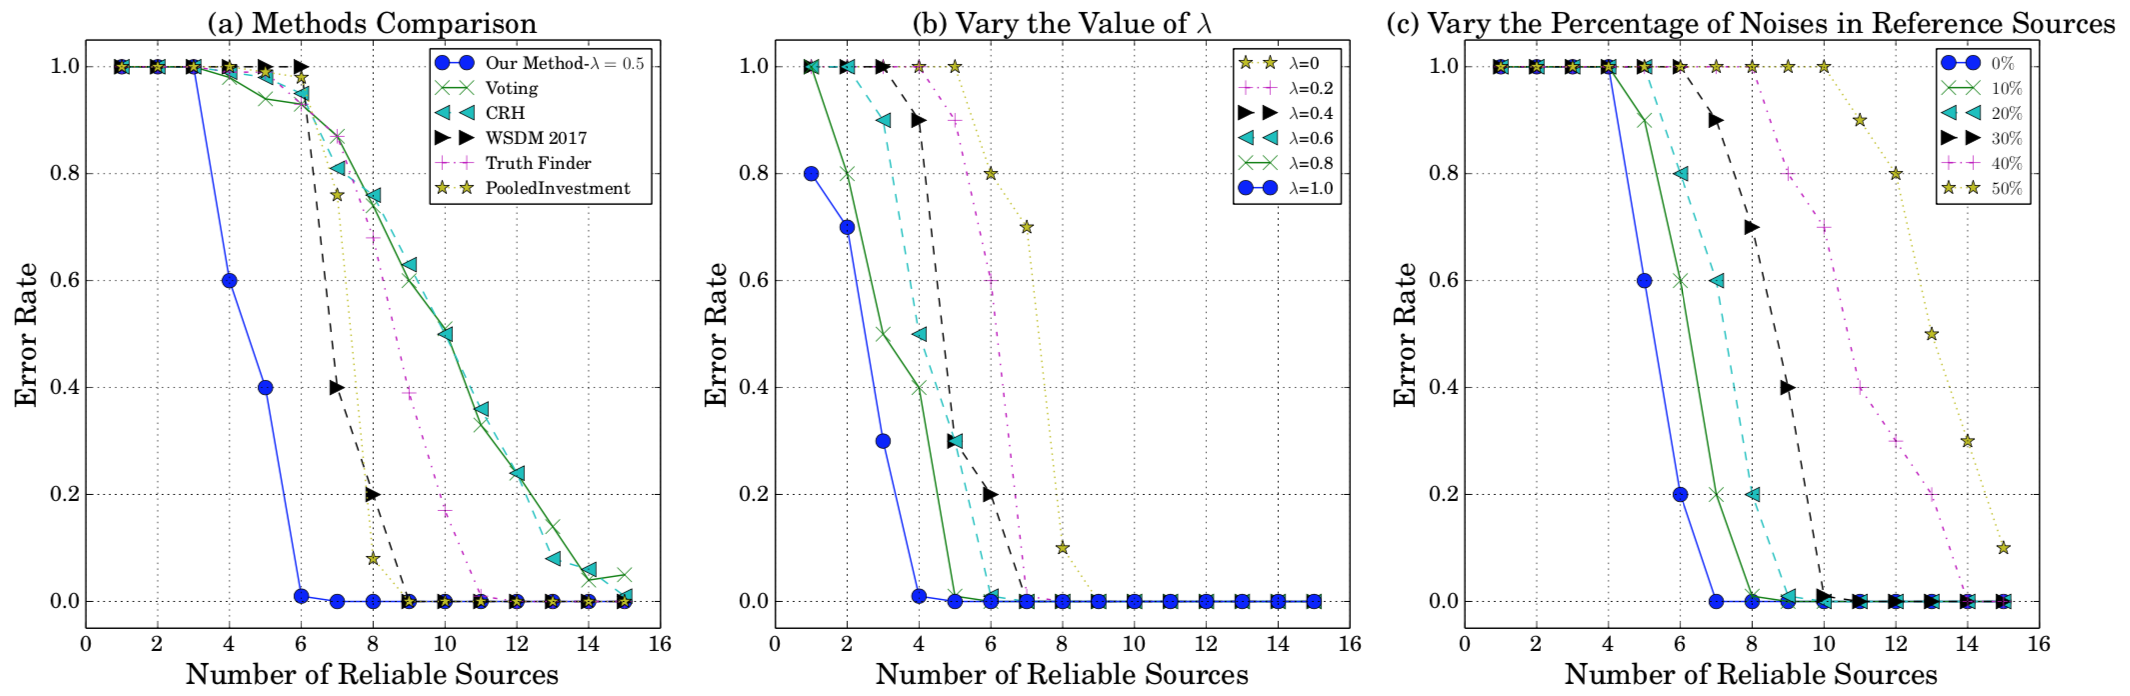 (a) Methods Comparison
Error Rate
1.0
0.8
0.6
0.4
0.2
0.0
0 2 4 6 8 10 12 14 16
Number of Reliable Sources
Our Method-λ = 0.5
Voting
CRH
WSDM 2017
Truth Finder
PooledInvestment
(b) Vary the Value of λ
Error Rate
1.0
0.8
0.6
0.4
0.2
0.0
0 2 4 6 8 10 12 14 16
Number of Reliable Sources
λ=0
λ=0.2
λ=0.4
λ=0.6
λ=0.8
λ=1.0
(c) Vary the Percentage of Noises in Reference Sources
Error Rate
1.0
0.8
0.6
0.4
0.2
0.0
0 2 4 6 8 10 12 14 16
Number of Reliable Sources
0%
10%
20%
30%
40%
50%